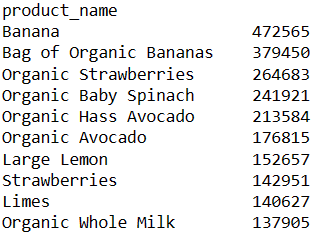 product_name
Banana 472565
Bag of Organic Bananas 379450
Organic Strawberries 264683
Organic Baby Spinach 241921
Organic Hass Avocado 213584
Organic Avocado 176815
Large Lemon 152657
Strawberries 142951
Limes 140627
Organic Whole Milk 137905